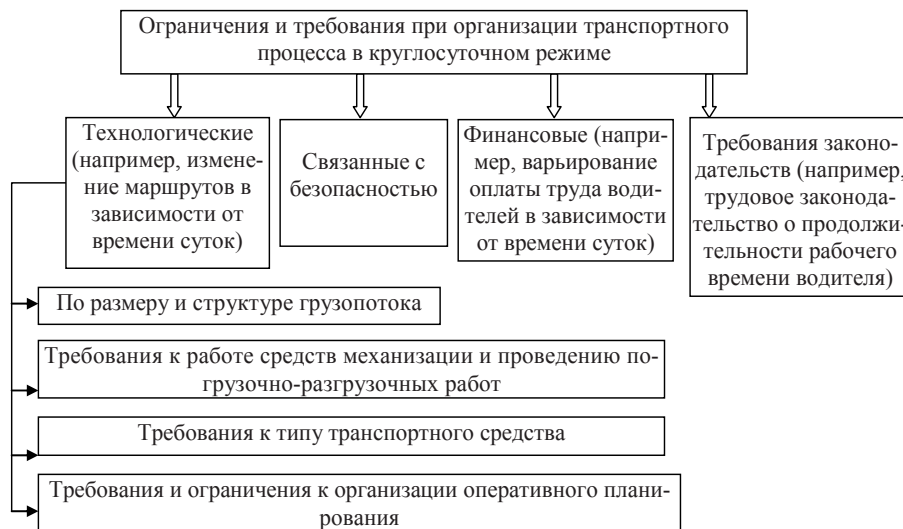 Ограничения и требования при организации транспортного
процесса в круглосуточном режиме
Технологические
(например, измене-
ние маршрутов в
зависимости от
времени суток)
Связанные с
безопасностью
Финансовые (напри-
мер, варьирование
оплаты труда води-
телей в зависимости
от времени суток)
Требования законо-
дательств (например,
трудовое законода-
тельство о продолжи-
тельности рабочего
времени водителя)
По размеру и структуре грузопотока
Требования к работе средств механизации и проведению по-
грузочно-разгрузочных работ
Требования к типу транспортного средства
Требования и ограничения к организации оперативного плани-
рования